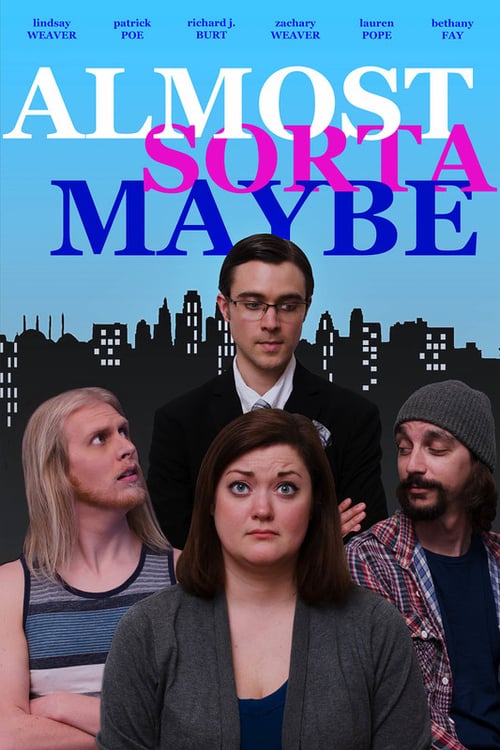 lindsay patrick richard j. zachary lauren bethany
WEAVER POE BURT WEAVER POPE FAY
ALMOST
SORTA
MAYBE